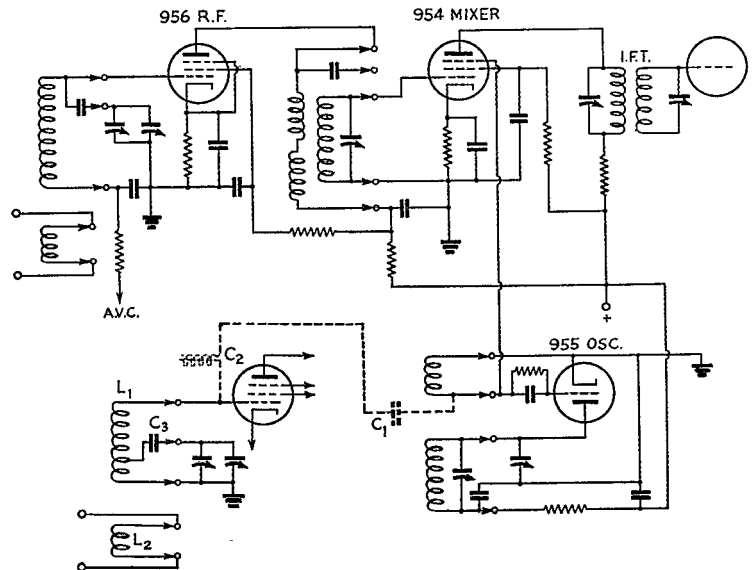 956 R.F.
954 MIXER
I.F.T.
A.V.C.
+
955 OSC.
C2
L1
C3
C1
L2